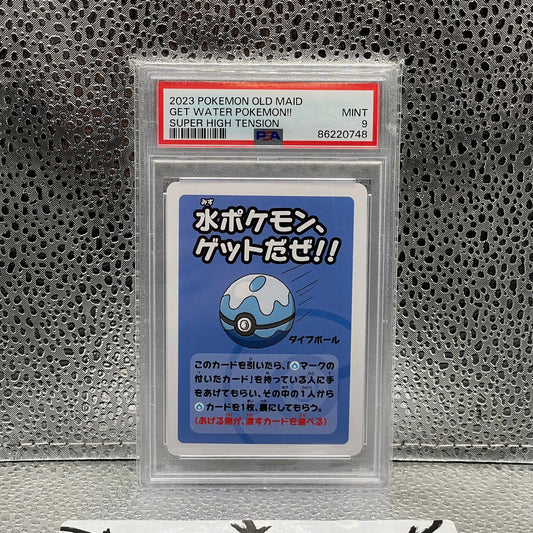 2023 POKEMON OLD MAID
GET WATER POKEMON!! MINT
SUPER HIGH TENSION 9
PSA 86220748
みず
水ポケモン、
ゲットだぜ!!
ダイブボール
このカードを引いたら、「マークの
付いたカード」を持っている人に手
をあげてもらい、その中の1人から
カードを1枚、裏にしてもらう。
(あげる側が、渡すカードを選べる)